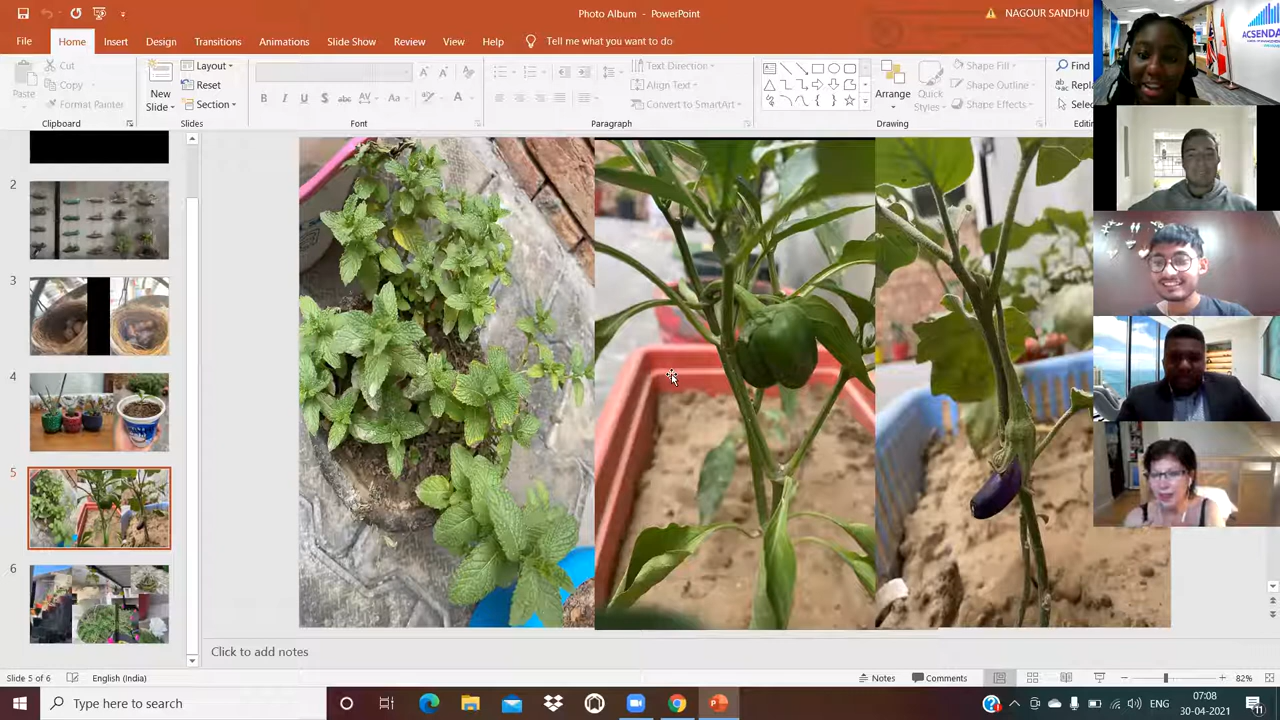 Photo Album - PowerPoint
NAGOUR SANDHU
File
Home
Insert
Design
Transitions
Animations
Slide Show
Review
View
Help
Tell me what you want to do
Paste
Cut
Copy
Format Painter
Clipboard
New Slide
Layout
Reset
Section
Slides
Font
Text Direction
Align Text
Convert to SmartArt
Paragraph
Arrange
Quick Styles
Shape Fill
Shape Outline
Shape Effects
Drawing
Find
Editi
ACSENDA
2
3
4
5
6
Click to add notes
Slide 5 of 6
English (India)
Notes
Comments
82%
Type here to search
ENG
07:08
30-04-2021